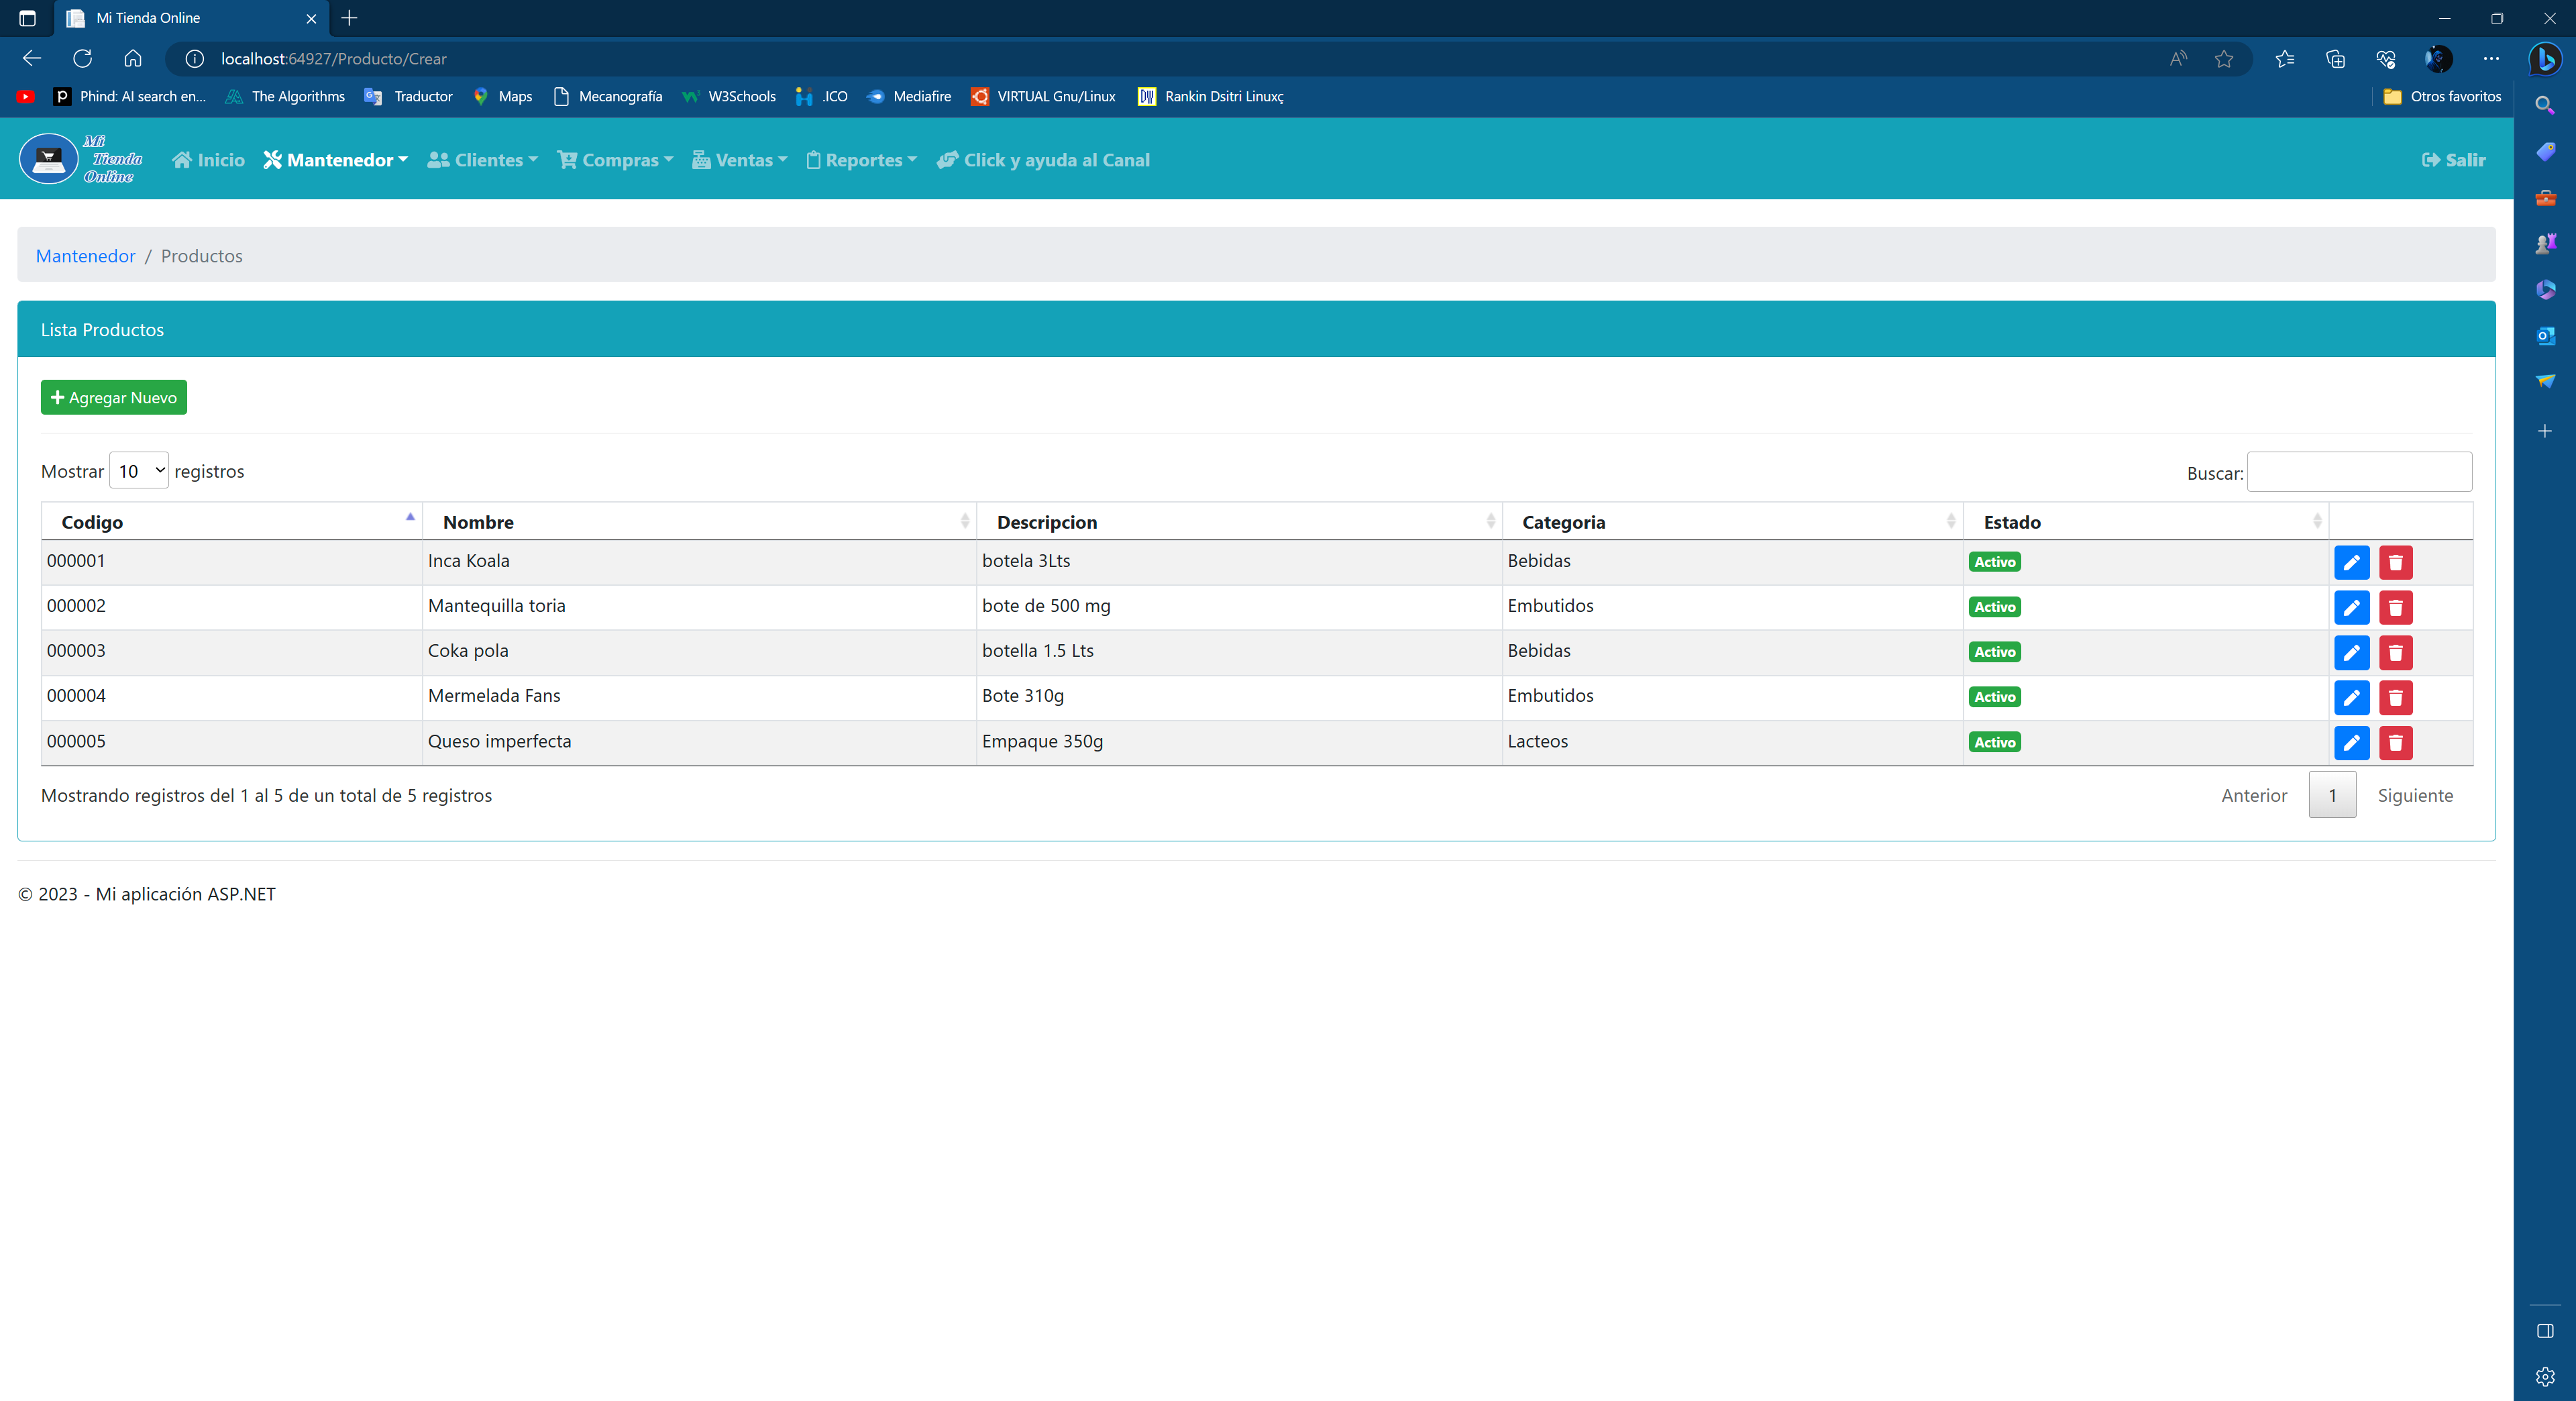 Mi Tienda Online
localhost:64927/Producto/Crear
Phind: AI search en... The Algorithms Traductor Maps Mecanografía W3Schools .ICO Mediafire VIRTUAL Gnu/Linux Rankin Dsitri Linuxç Otros favoritos
Mi
Tienda
Online
Inicio Mantenedor Clientes Compras Ventas Reportes Click y ayuda al Canal Salir
Mantenedor / Productos
Lista Productos
+ Agregar Nuevo
Mostrar 10 registros Buscar:
Codigo Nombre Descripcion Categoria Estado
000001 Inca Koala botela 3Lts Bebidas Activo
000002 Mantequilla toria bote de 500 mg Embutidos Activo
000003 Coka pola botella 1.5 Lts Bebidas Activo
000004 Mermelada Fans Bote 310g Embutidos Activo
000005 Queso imperfecta Empaque 350g Lacteos Activo
Mostrando registros del 1 al 5 de un total de 5 registros Anterior 1 Siguiente
© 2023 - Mi aplicación ASP.NET